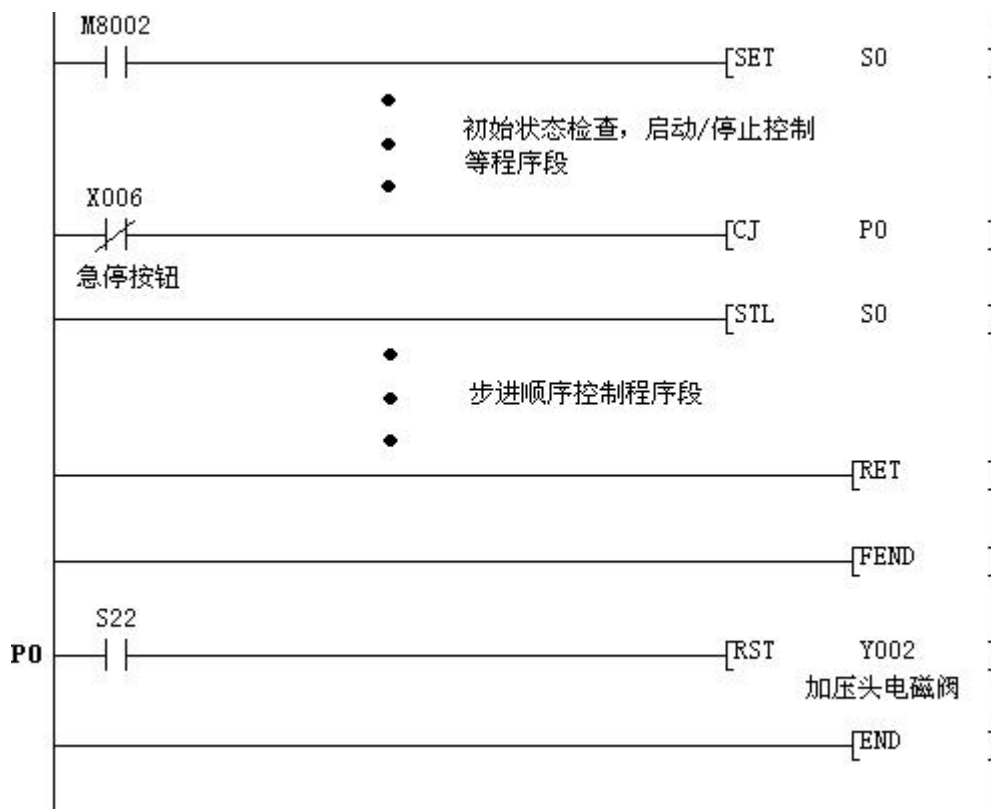 M8002
[SET S0 ]
初始状态检查，启动/停止控制
等程序段
X006
[CJ P0 ]
急停按钮
[STL S0 ]
步进顺序控制程序段
[RET ]
[FEND ]
S22
P0 [RST Y002 ]
加压头电磁阀
[END ]